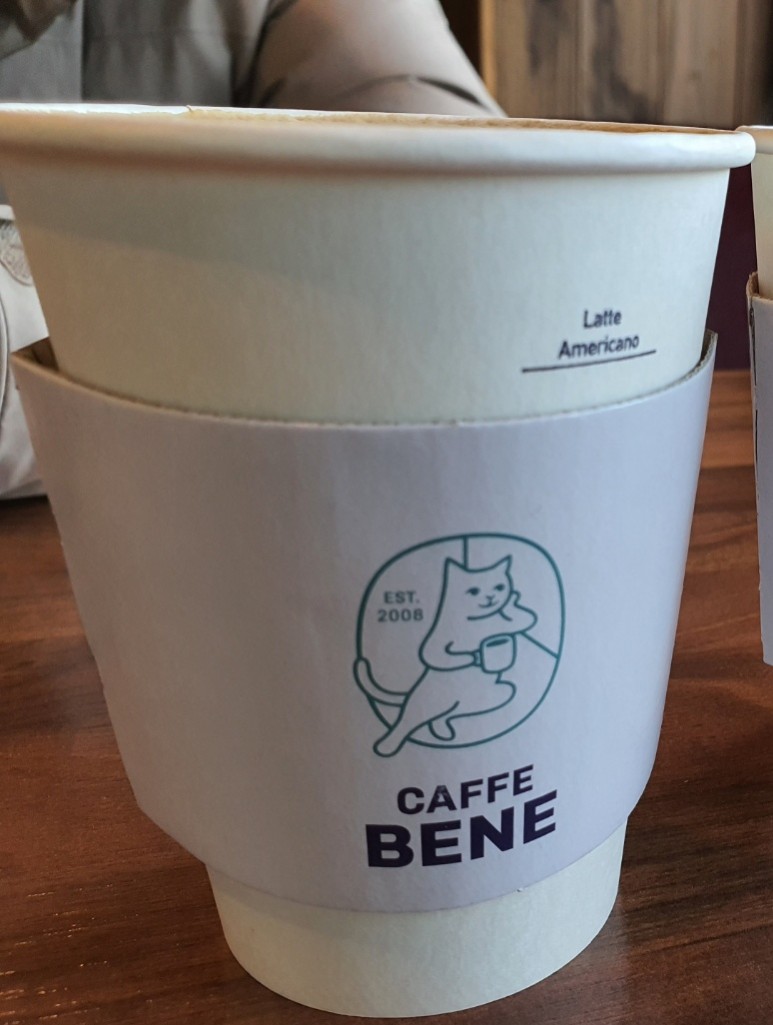 Latte
Americano
EST.
2008
CAFFE
BENE